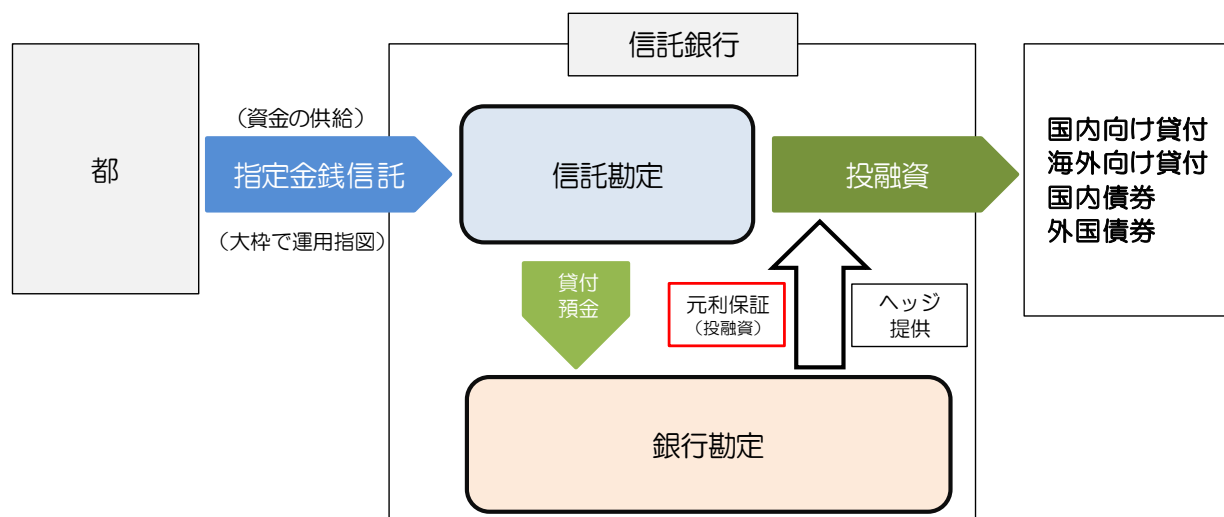 信託銀行
都
（資金の供給）
指定金銭信託
（大枠で運用指図）
信託勘定
投融資
国内向け貸付
海外向け貸付
国内債券
外国債券
貸付
預金
元利保証
（投融資）
ヘッジ
提供
銀行勘定